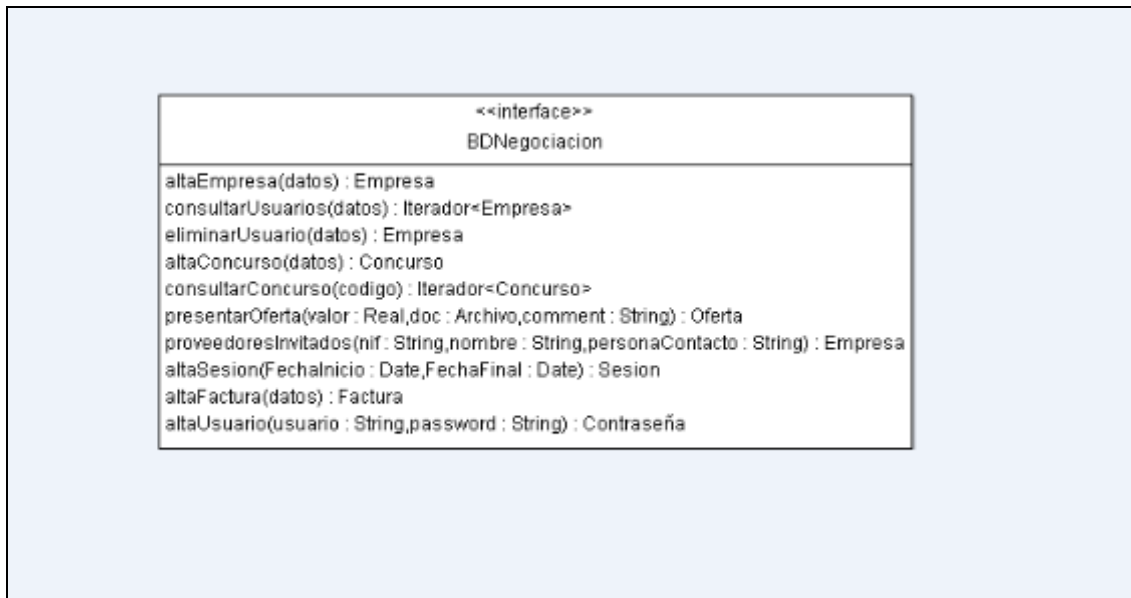 <<interface>>
BDNegociacion
altaEmpresa(datos) : Empresa
consultarUsuarios(datos) : Iterador<Empresa>
eliminarUsuario(datos) : Empresa
altaConcurso(datos) : Concurso
consultarConcurso(codigo) : Iterador<Concurso>
presentarOferta(valor : Real,doc : Archivo,comment : String) : Oferta
proveedoresInvitados(nif : String,nombre : String,personaContacto : String) : Empresa
altaSesion(FechaInicio : Date,FechaFinal : Date) : Sesion
altaFactura(datos) : Factura
altaUsuario(usuario : String,password : String) : Contraseña